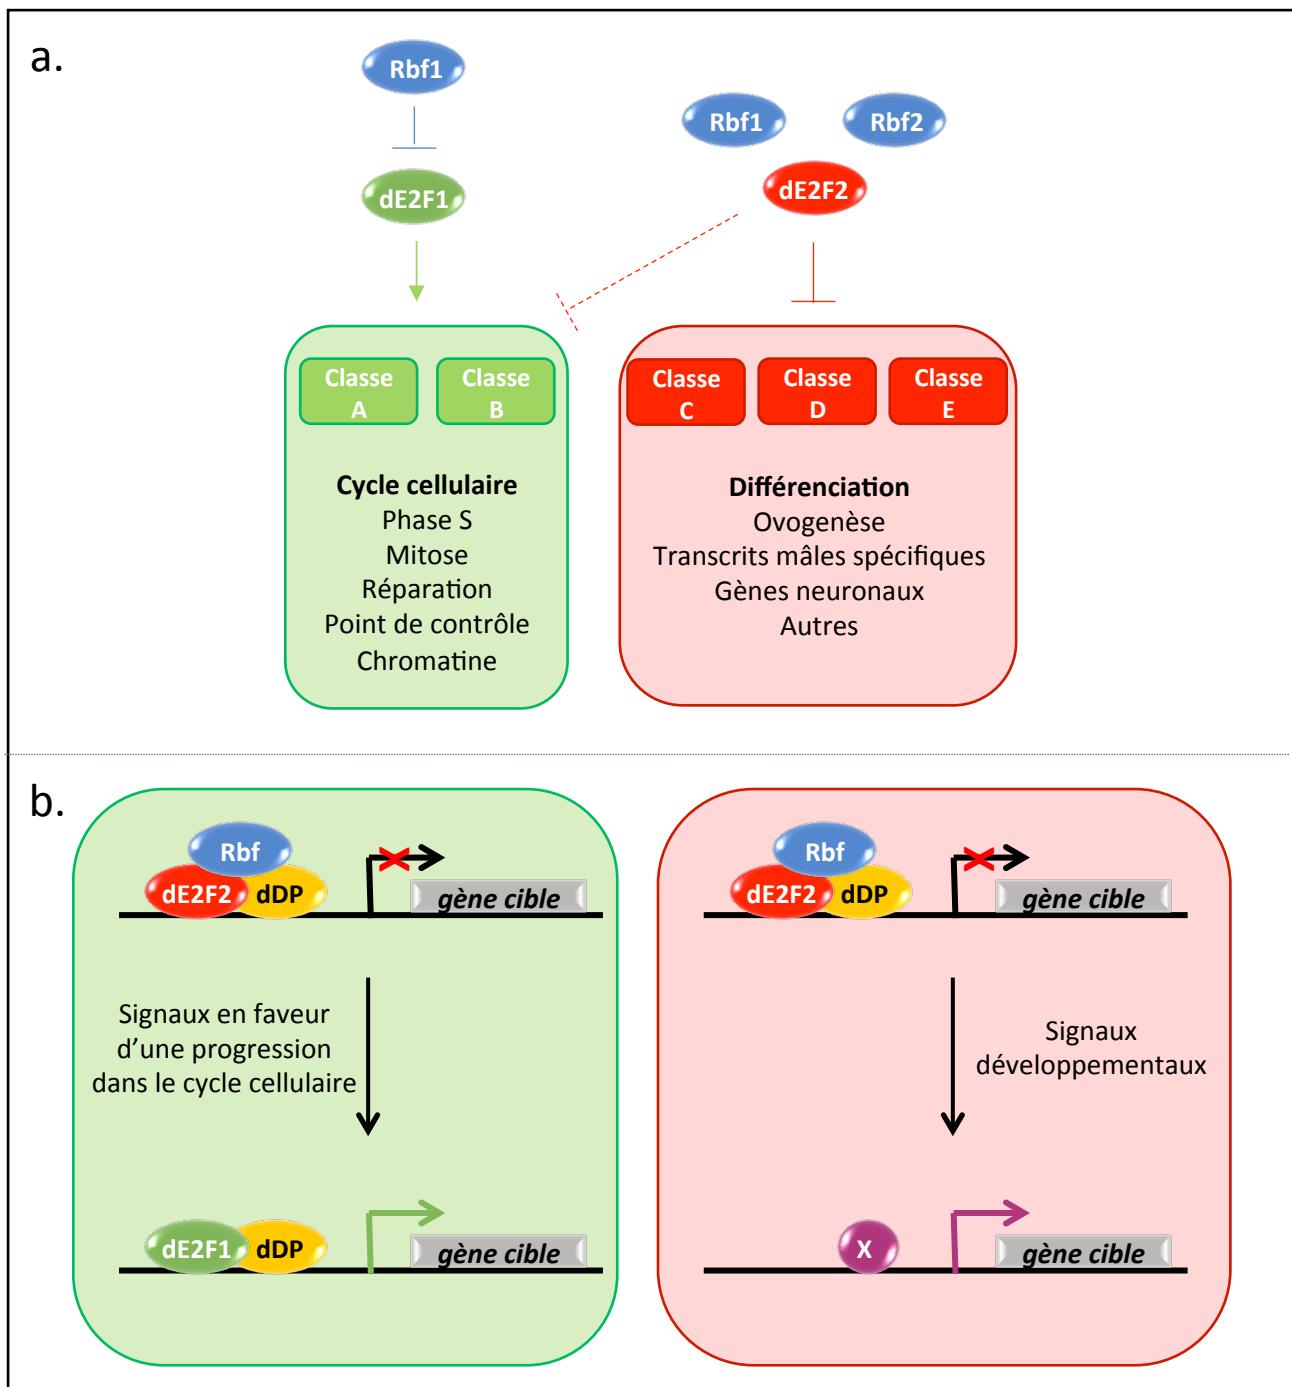 a.
Rbf1
dE2F1
Rbf1
Rbf2
dE2F2
Classe
A
Classe
B
Cycle cellulaire
Phase S
Mitose
Réparation
Point de contrôle
Chromatine
Classe
C
Classe
D
Classe
E
Différenciation
Ovogenèse
Transcrits mâles spécifiques
Gènes neuronaux
Autres
b.
Rbf
dE2F2
dDP
gène cible
Signaux en faveur
d'une progression
dans le cycle cellulaire
dE2F1
dDP
gène cible
Rbf
dE2F2
dDP
gène cible
Signaux
développementaux
X
gène cible